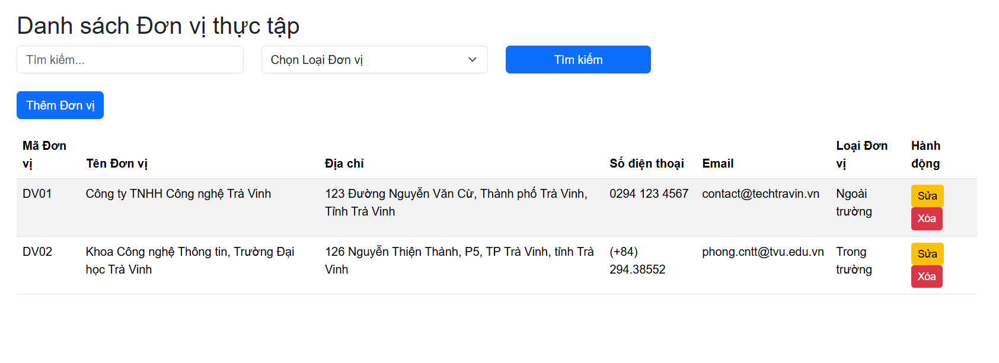 Danh sách Đơn vị thực tập
Tìm kiếm...
Chọn Loại Đơn vị
Tìm kiếm
Thêm Đơn vị
Mã Đơn vị
Tên Đơn vị
Địa chỉ
Số điện thoại
Email
Loại Đơn vị
Hành động
DV01
Công ty TNHH Công nghệ Trà Vinh
123 Đường Nguyễn Văn Cừ, Thành phố Trà Vinh,
Tỉnh Trà Vinh
0294 123 4567
contact@techtravin.vn
Ngoài
trường
Sửa
Xóa
DV02
Khoa Công nghệ Thông tin, Trường Đại
học Trà Vinh
126 Nguyễn Thiện Thành, P5, TP Trà Vinh, tỉnh Trà
Vinh
(+84)
294.38552
phong.cntt@tvu.edu.vn
Trong
trường
Sửa
Xóa